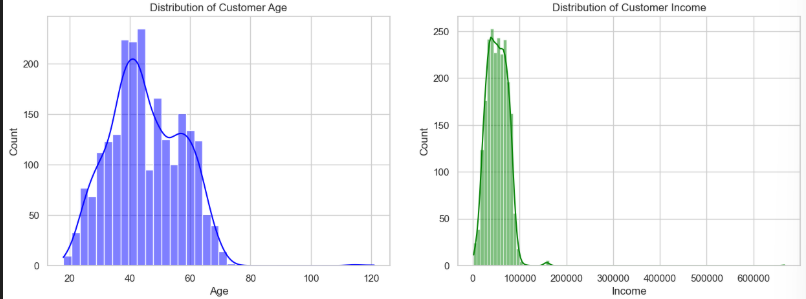 Distribution of Customer Age
Count
200
150
100
50
0
20 40 60 80 100 120
Age
Distribution of Customer Income
Count
250
200
150
100
50
0
0 100000 200000 300000 400000 500000 600000
Income